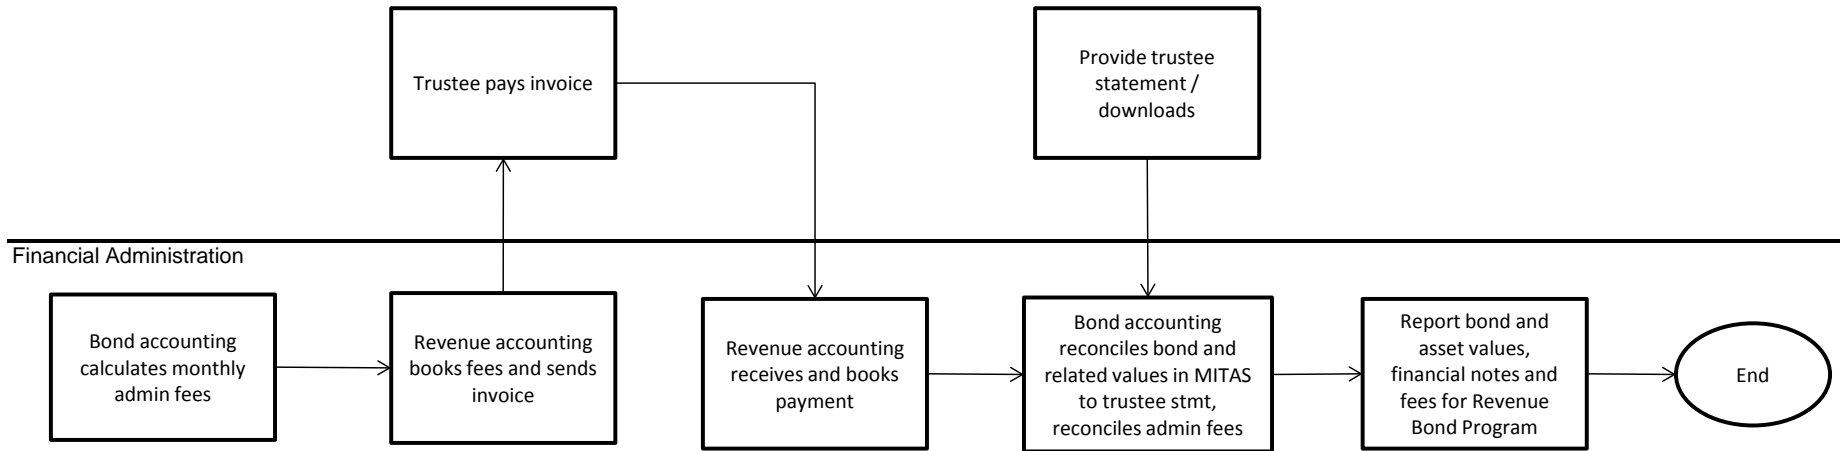 Trustee pays invoice
Provide trustee
statement /
downloads
Financial Administration
Bond accounting
calculates monthly
admin fees
Revenue accounting
books fees and sends
invoice
Revenue accounting
receives and books
payment
Bond accounting
reconciles bond and
related values in MITAS
to trustee stmt,
reconciles admin fees
Report bond and
asset values,
financial notes and
fees for Revenue
Bond Program
End